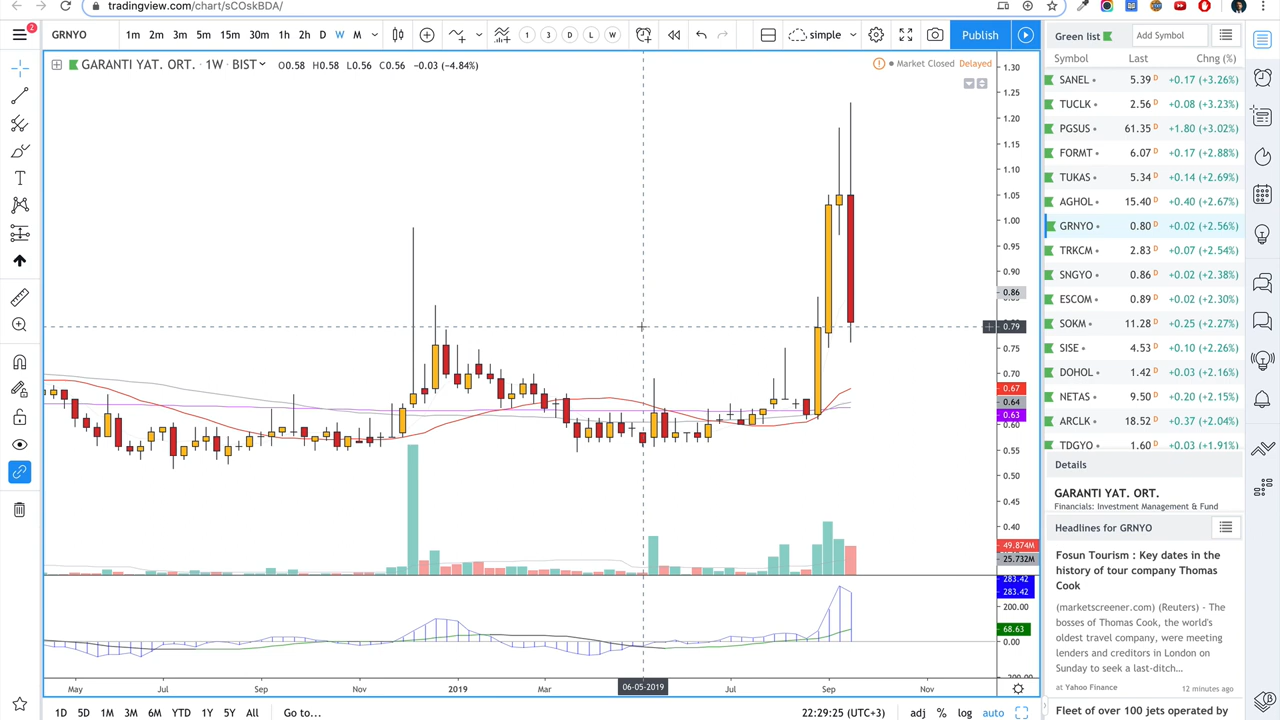 tradingview.com/chart/sCOskBDA/
2
GRNYO 1m 2m 3m 5m 15m 30m 1h 2h D W M 1 3 D L W simple Publish
Green list Add Symbol
GARANTI YAT. ORT. · 1W · BIST O0.58 H0.58 L0.56 C0.56 -0.03 (-4.84%)
Market Closed Delayed
Symbol Last Chng (%)
SANEL 5.39 D +0.17 (+3.26%)
TUCLK 2.56 D +0.08 (+3.23%)
PGSUS 61.35 D +1.80 (+3.02%)
FORMT 6.07 D +0.17 (+2.88%)
TUKAS 5.34 D +0.14 (+2.69%)
AGHOL 15.40 D +0.40 (+2.67%)
GRNYO 0.80 D +0.02 (+2.56%)
TRKCM 2.83 D +0.07 (+2.54%)
SNGYO 0.86 D +0.02 (+2.38%)
ESCOM 0.89 D +0.02 (+2.30%)
SOKM 11.28 D +0.25 (+2.27%)
SISE 4.53 D +0.10 (+2.26%)
DOHOL 1.42 D +0.03 (+2.16%)
NETAS 9.50 D +0.20 (+2.15%)
ARCLK 18.52 D +0.37 (+2.04%)
1.60 D +0.03 (+1.91%)
1.30
1.25
1.20
1.15
1.10
1.05
1.00
0.95
0.90
0.86
0.79
0.75
0.70
0.67
0.64
0.63
0.60
0.55
0.50
0.45
0.40
49.874M
25.732M
283.42
283.42
200.00
68.63
0.00
-200.00
May Jul Sep Nov 2019 Mar 06-05-2019 Jul Sep Nov
1D 5D 1M 3M 6M YTD 1Y 5Y All Go to... 22:29:25 (UTC+3) adj % log auto
Details
GARANTI YAT. ORT.
Financials: Investment Management & Fund
Headlines for GRNYO
Fosun Tourism : Key dates in the
history of tour company Thomas
Cook
(marketscreener.com) (Reuters) - The
bosses of Thomas Cook, the world's
oldest travel company, were meeting
lenders and creditors in London on
Sunday to seek a last-ditch...
at Yahoo Finance 12 minutes ago
Fleet of over 100 jets operated by